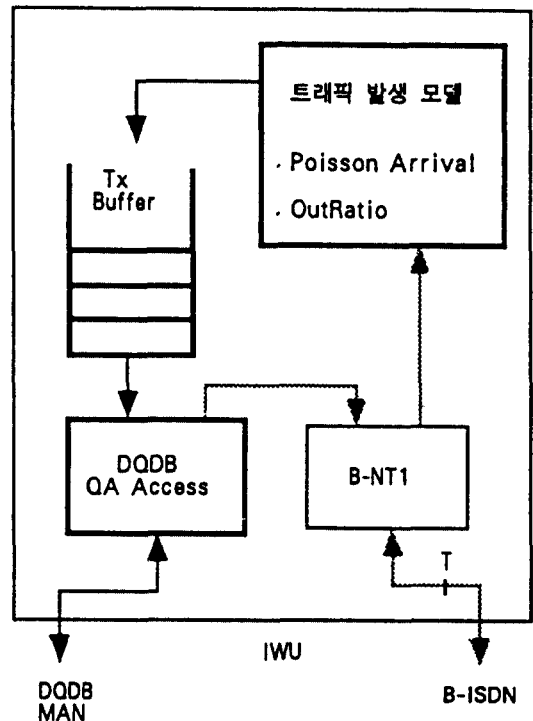 트래픽 발생 모델
. Poisson Arrival
. OutRatio
Tx
Buffer
DQDB
QA Access
B-NT1
T
IWU
DQDB
MAN
B-ISDN